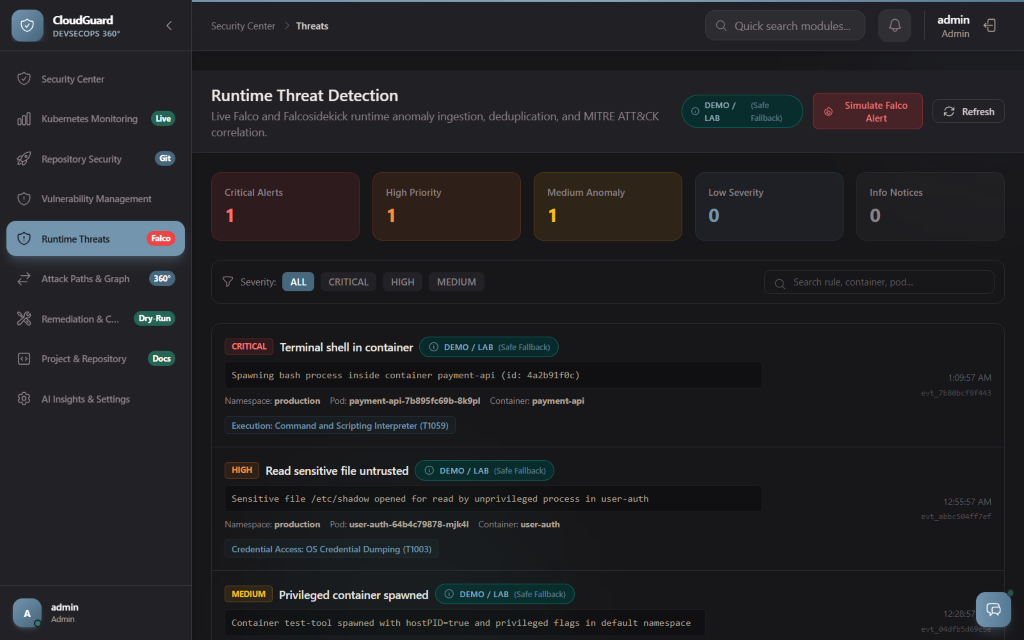 CloudGuard
DEVSECOPS 360°
Security Center > Threats
Quick search modules...
admin
Admin
Security Center
Kubernetes Monitoring Live
Repository Security Git
Vulnerability Management
Runtime Threats Falco
Attack Paths & Graph 360°
Remediation & C... Dry-Run
Project & Repository Docs
AI Insights & Settings
A
admin
Admin
Runtime Threat Detection
Live Falco and Falcosidekick runtime anomaly ingestion, deduplication, and MITRE ATT&CK
correlation.
DEMO / LAB (Safe Fallback)
Simulate Falco Alert
Refresh
Critical Alerts
1
High Priority
1
Medium Anomaly
1
Low Severity
0
Info Notices
0
Severity: ALL CRITICAL HIGH MEDIUM
Search rule, container, pod...
CRITICAL Terminal shell in container DEMO / LAB (Safe Fallback)
Spawning bash process inside container payment-api (id: 4a2b91f0c)
Namespace: production Pod: payment-api-7b895fc69b-8k9pl Container: payment-api
Execution: Command and Scripting Interpreter (T1059)
1:09:57 AM
evt_7b80bcf9f443
HIGH Read sensitive file untrusted DEMO / LAB (Safe Fallback)
Sensitive file /etc/shadow opened for read by unprivileged process in user-auth
Namespace: production Pod: user-auth-64b4c79878-mjk4l Container: user-auth
Credential Access: OS Credential Dumping (T1003)
12:55:57 AM
evt_abbc504ff7ef
MEDIUM Privileged container spawned DEMO / LAB (Safe Fallback)
Container test-tool spawned with hostPID=true and privileged flags in default namespace